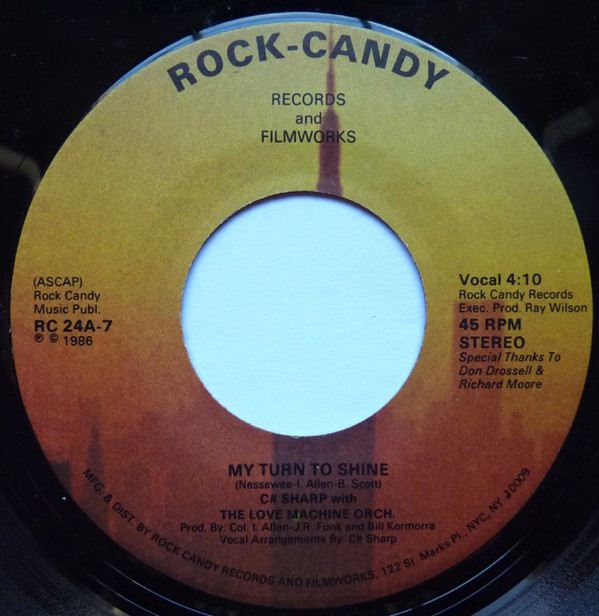 ROCK-CANDY
RECORDS
and
FILMWORKS
(ASCAP)
Rock Candy
Music Publ.
RC 24A-7
℗ © 1986
Vocal 4:10
Rock Candy Records
Exec. Prod. Ray Wilson
45 RPM
STEREO
Special Thanks To
Don Drossell &
Richard Moore
MY TURN TO SHINE
(Nessewee-I. Allen-B. Scott)
C# SHARP with
THE LOVE MACHINE ORCH.
Prod. By: Col. I. Allen-J.R. Funk and Bill Kormorra
Vocal Arrangements By: C# Sharp
MFG. & DIST. BY ROCK CANDY RECORDS AND FILMWORKS, 122 St. Marks Pl., NYC, NY 10009